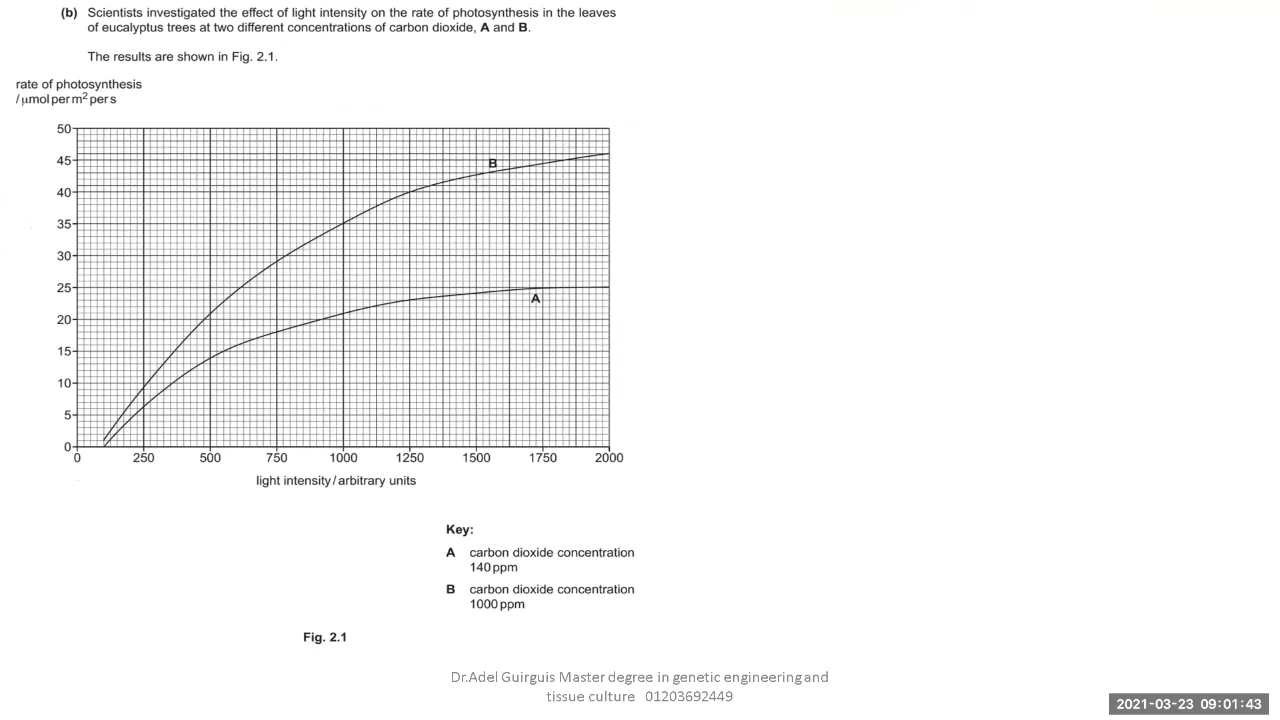 (b) Scientists investigated the effect of light intensity on the rate of photosynthesis in the leaves
of eucalyptus trees at two different concentrations of carbon dioxide, A and B.
The results are shown in Fig. 2.1.
rate of photosynthesis
/ μmol per m² per s
50
45
40
35
30
25
20
15
10
5
0
B
A
0 250 500 750 1000 1250 1500 1750 2000
light intensity / arbitrary units
Key:
A carbon dioxide concentration
140 ppm
B carbon dioxide concentration
1000 ppm
Fig. 2.1
Dr.Adel Guirguis Master degree in genetic engineering and
tissue culture 01203692449
2021-03-23 09:01:43